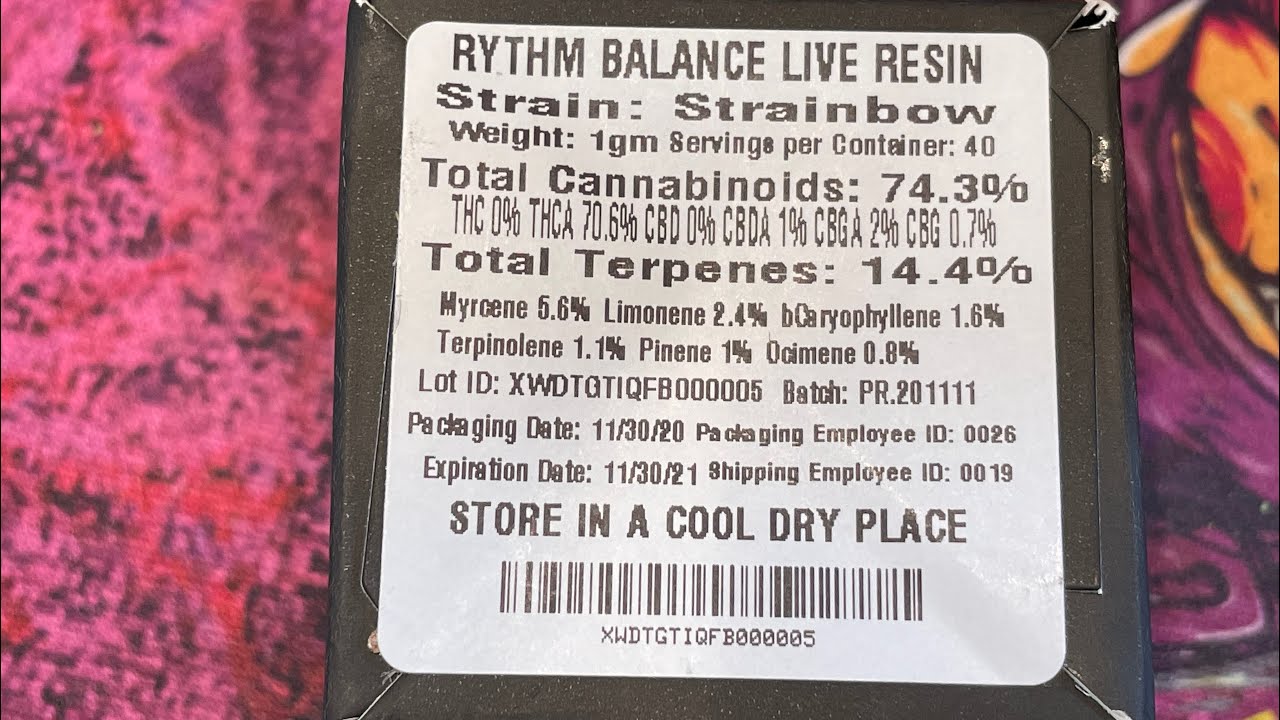 RYTHM BALANCE LIVE RESIN
Strain: Strainbow
Weight: 1gm Servings per Container: 40
Total Cannabinoids: 74.3%
THC 0% THCA 70.6% CBD 0% CBDA 1% CBGA 2% CBG 0.7%
Total Terpenes: 14.4%
Myrcene 5.6% Limonene 2.4% bCaryophyllene 1.6%
Terpinolene 1.1% Pinene 1% Ocimene 0.8%
Lot ID: XWDTGTIQFB000005 Batch: PR.201111
Packaging Date: 11/30/20 Packaging Employee ID: 0026
Expiration Date: 11/30/21 Shipping Employee ID: 0019
STORE IN A COOL DRY PLACE
XWDTGTIQFB000005